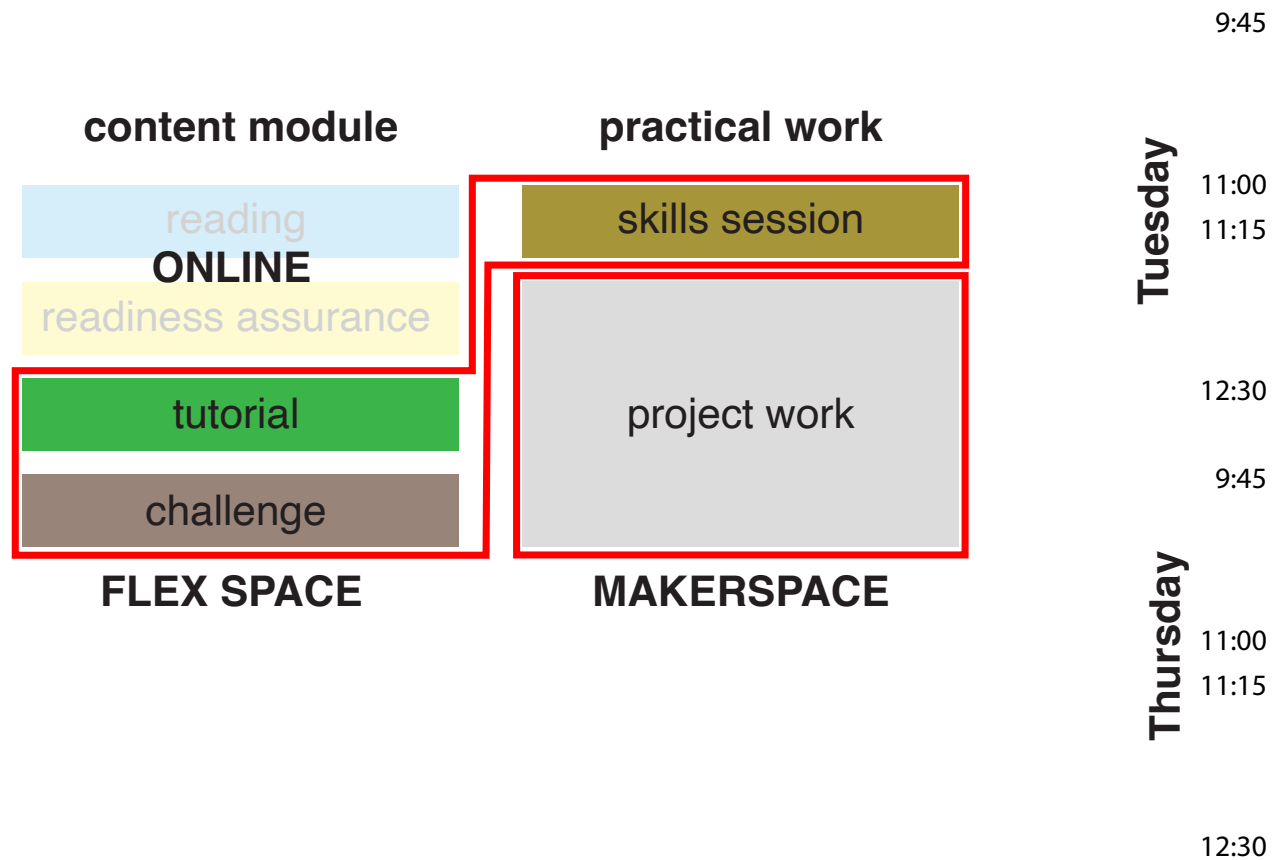 content module
reading
ONLINE
readiness assurance
tutorial
challenge
FLEX SPACE
practical work
skills session
project work
MAKERSPACE
Tuesday
9:45
11:00
11:15
12:30
Thursday
9:45
11:00
11:15
12:30